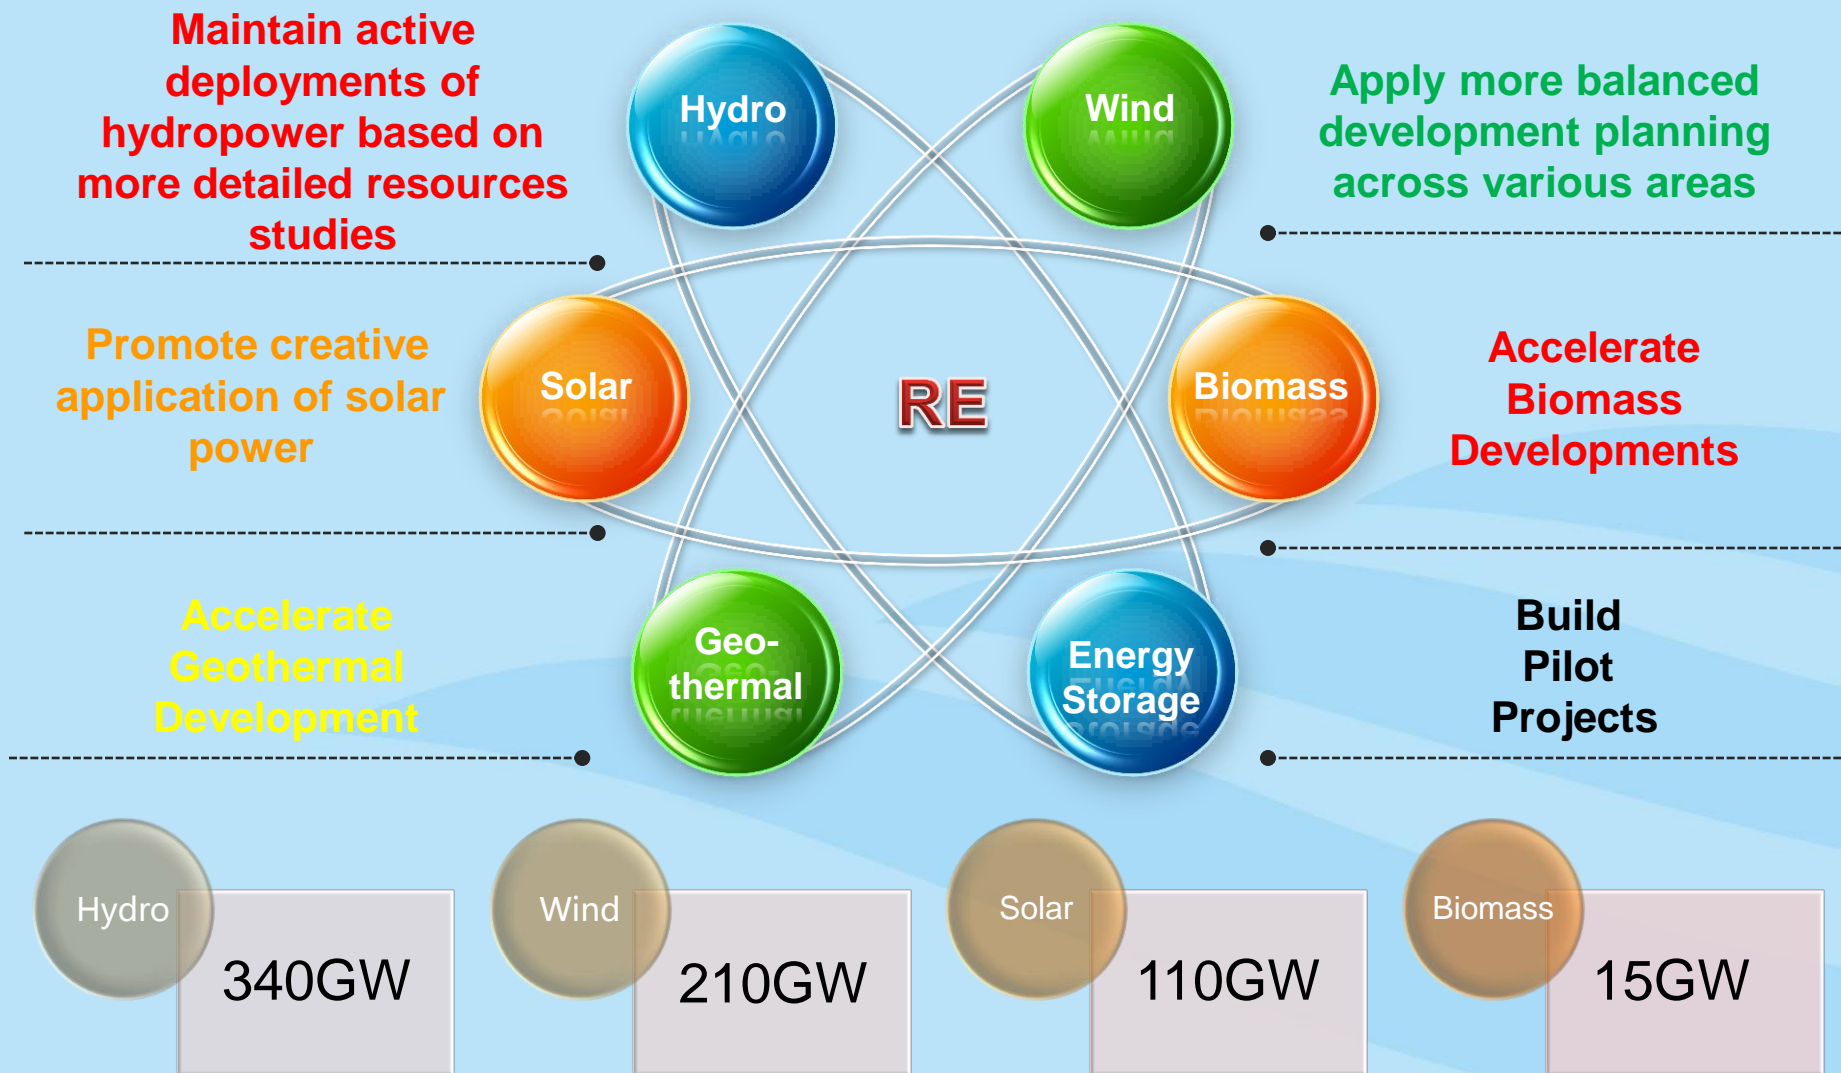 Maintain active
deployments of
hydropower based on
more detailed resources
studies
Hydro
Wind
Apply more balanced
development planning
across various areas
Promote creative
application of solar
power
Solar
RE
Biomass
Accelerate
Biomass
Developments
Accelerate
Geothermal
Development
Geo-
thermal
Energy
Storage
Build
Pilot
Projects
Hydro
340GW
Wind
210GW
Solar
110GW
Biomass
15GW